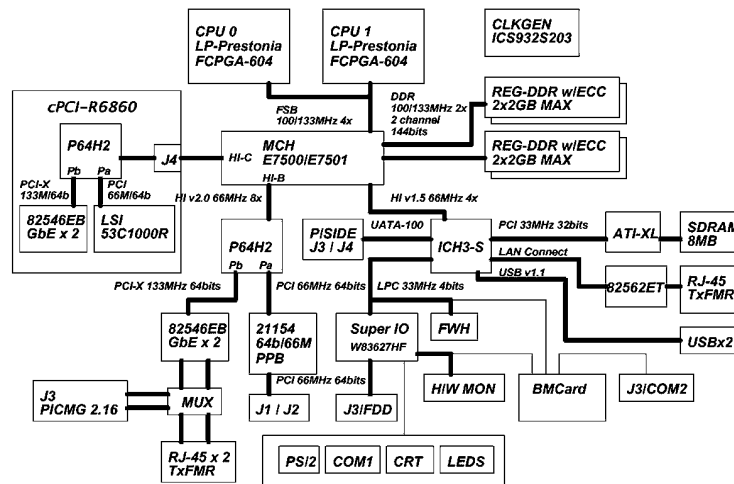 CPU 0
LP-Prestonia
FCPGA-604
CPU 1
LP-Prestonia
FCPGA-604
CLKGEN
ICS932S203
FSB
100/133MHz 4x
DDR
100/133MHz 2x
2 channel
144bits
REG-DDR w/ECC
2x2GB MAX
REG-DDR w/ECC
2x2GB MAX
cPCI-R6860
P64H2
Pb Pa
J4
PCI-X
133M/64b
PCI
66M/64b
82546EB
GbE x 2
LSI
53C1000R
MCH
E7500/E7501
HI-C
HI-B
HI v2.0 66MHz 8x
HI v1.5 66MHz 4x
P64H2
Pb Pa
UATA-100
P/SIDE
J3 / J4
ICH3-S
PCI 33MHz 32bits
LAN Connect
USB v1.1
ATI-XL
SDRAM
8MB
82562ET
RJ-45
TxFMR
USBx2
PCI-X 133MHz 64bits
PCI 66MHz 64bits
LPC 33MHz 4bits
82546EB
GbE x 2
21154
64b/66M
PPB
Super IO
W83627HF
FWH
PCI 66MHz 64bits
J3
PICMG 2.16
MUX
J1 / J2
J3/FDD
H/W MON
BMCard
J3/COM2
RJ-45 x 2
TxFMR
PS/2
COM1
CRT
LEDS